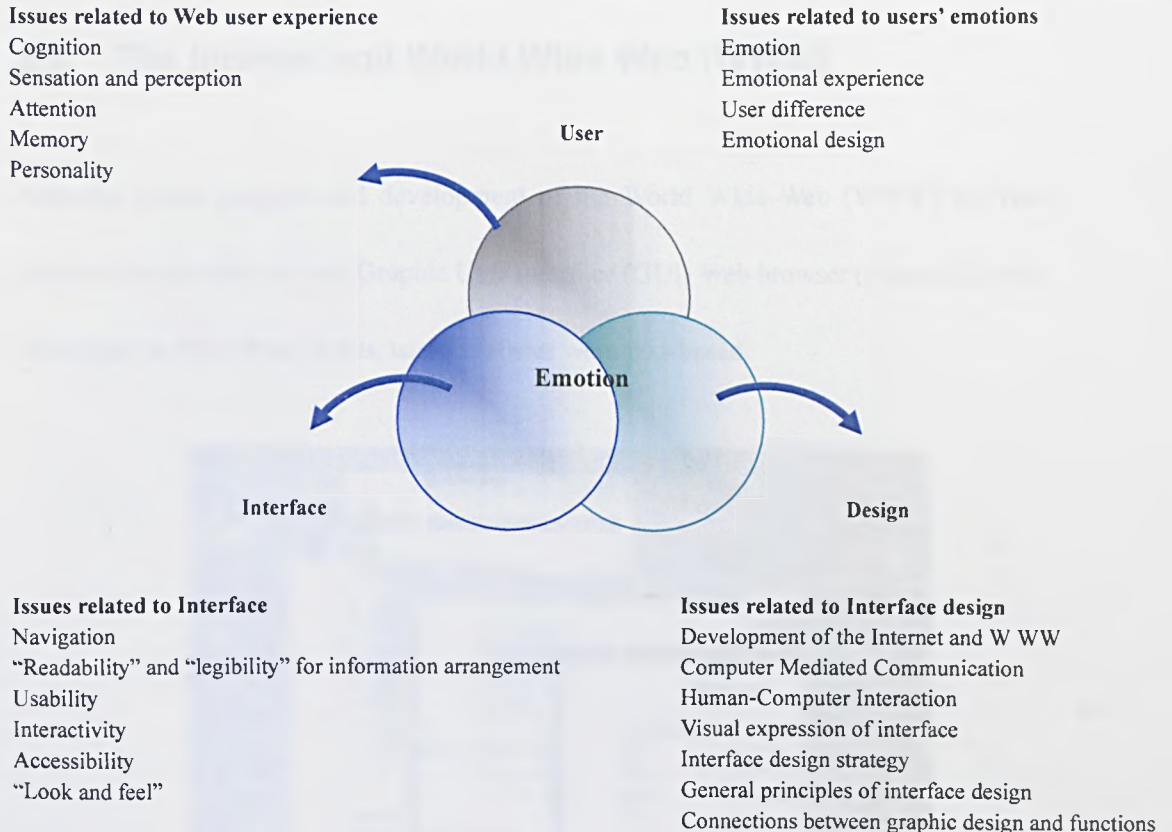 Issues related to Web user experience
Cognition
Sensation and perception
Attention
Memory
Personality
Issues related to users’ emotions
Emotion
Emotional experience
User difference
Emotional design
User
Emotion
Interface
Design
Issues related to Interface
Navigation
“Readability” and “legibility” for information arrangement
Usability
Interactivity
Accessibility
“Look and feel”
Issues related to Interface design
Development of the Internet and W WW
Computer Mediated Communication
Human-Computer Interaction
Visual expression of interface
Interface design strategy
General principles of interface design
Connections between graphic design and functions